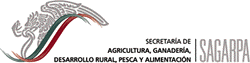 SECRETARÍA DE
AGRICULTURA, GANADERÍA,
DESARROLLO RURAL, PESCA Y ALIMENTACIÓN
SAGARPA